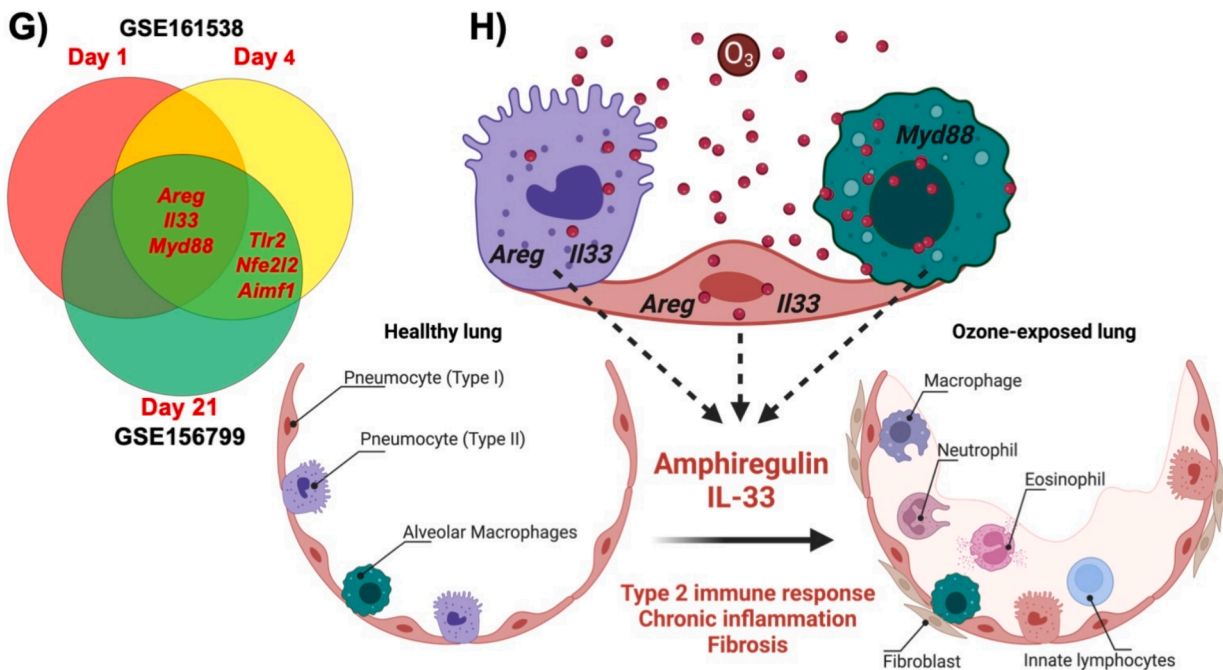 G)
GSE161538
Day 1
Day 4
Areg
Il33
Myd88
Tlr2
Nfe2l2
Aimf1
Day 21
GSE156799
H)
O3
Myd88
Areg Il33
Areg Il33
Heallthy lung
Pneumocyte (Type I)
Pneumocyte (Type II)
Alveolar Macrophages
Amphiregulin
IL-33
Type 2 immune response
Chronic inflammation
Fibrosis
Ozone-exposed lung
Macrophage
Neutrophil
Eosinophil
Fibroblast
Innate lymphocytes